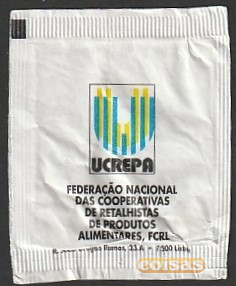 UCREPA
FEDERAÇÃO NACIONAL
DAS COOPERATIVAS
DE RETALHISTAS
DE PRODUTOS
ALIMENTARES, FCRL
coisas